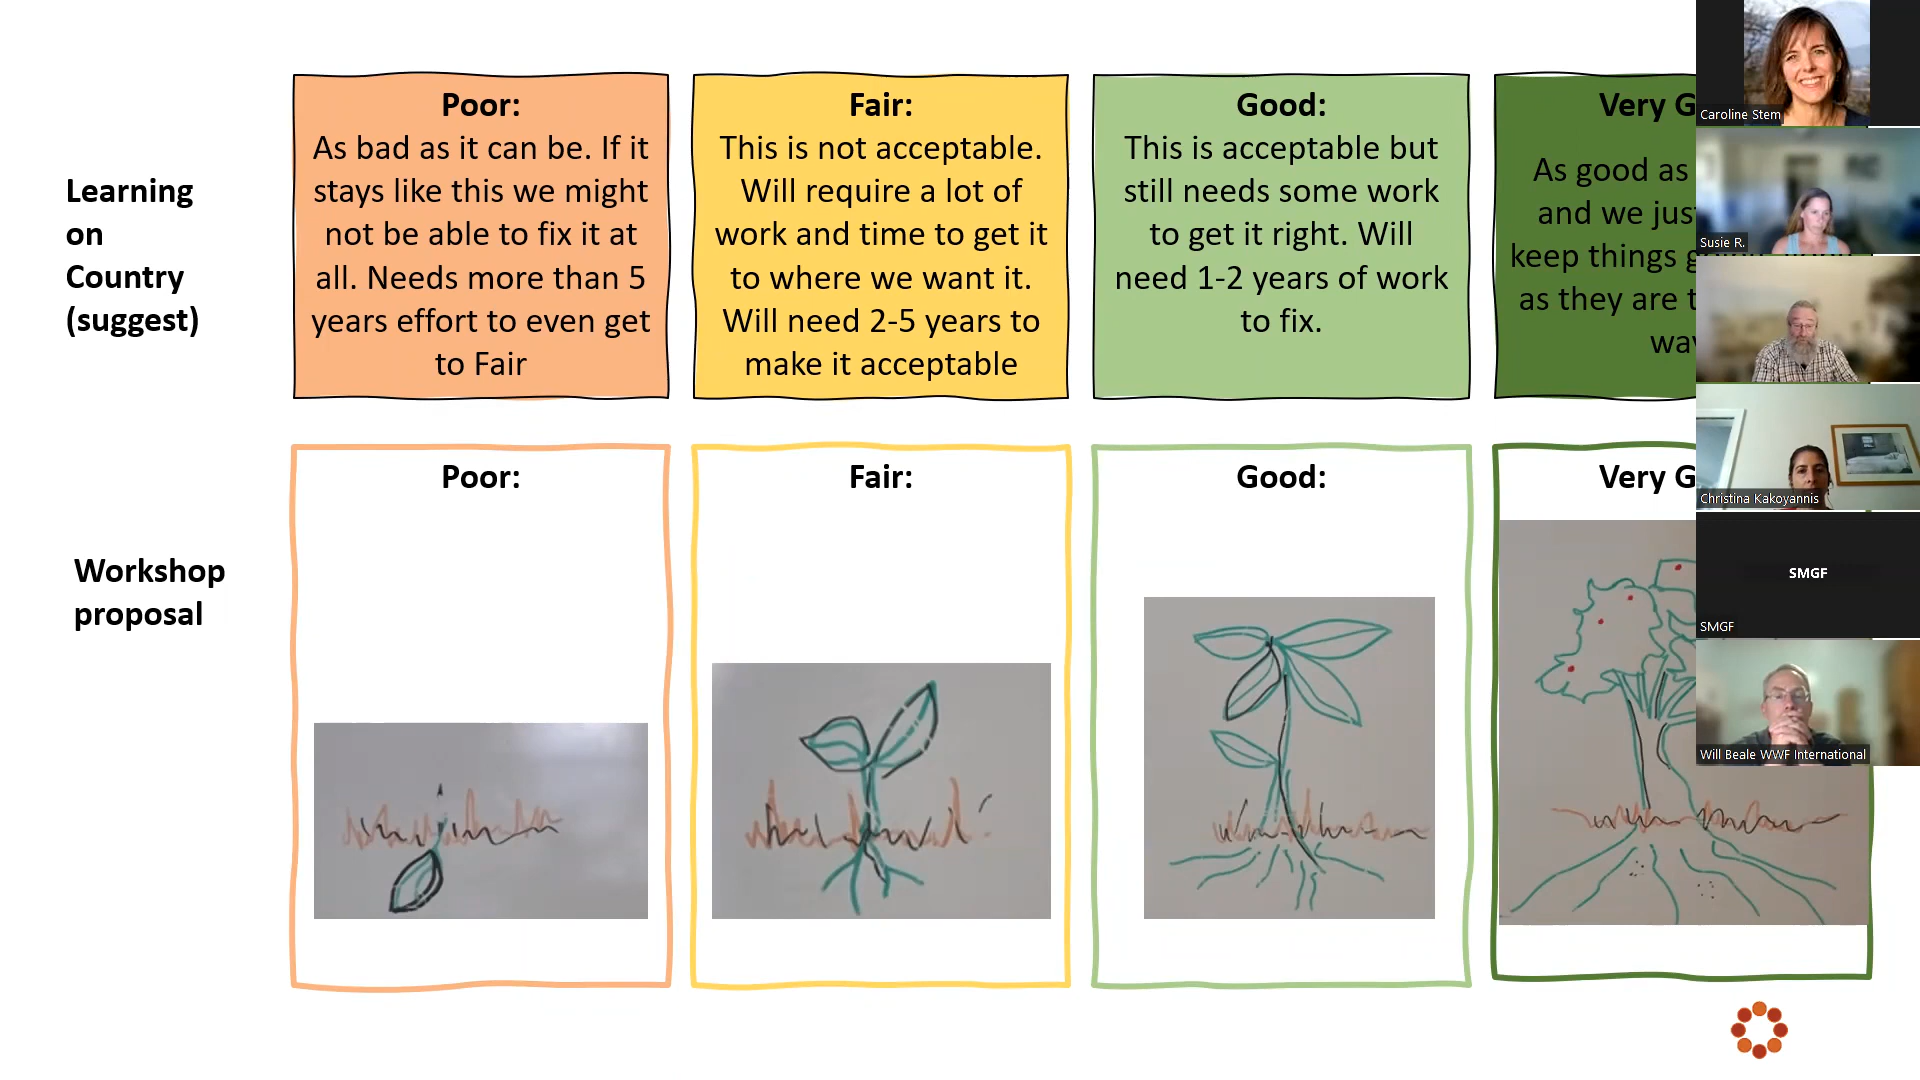 Learning
on
Country
(suggest)
Poor:
As bad as it can be. If it
stays like this we might
not be able to fix it at
all. Needs more than 5
years effort to even get
to Fair
Fair:
This is not acceptable.
Will require a lot of
work and time to get it
to where we want it.
Will need 2-5 years to
make it acceptable
Good:
This is acceptable but
still needs some work
to get it right. Will
need 1-2 years of work
to fix.
Very G
As good as
and we jus
keep things
as they are t
Workshop
proposal
Poor:
Fair:
Good:
Very G
Caroline Stem
Susie R.
Christina Kakoyannis
SMGF
SMGF
Will Beale WWF International